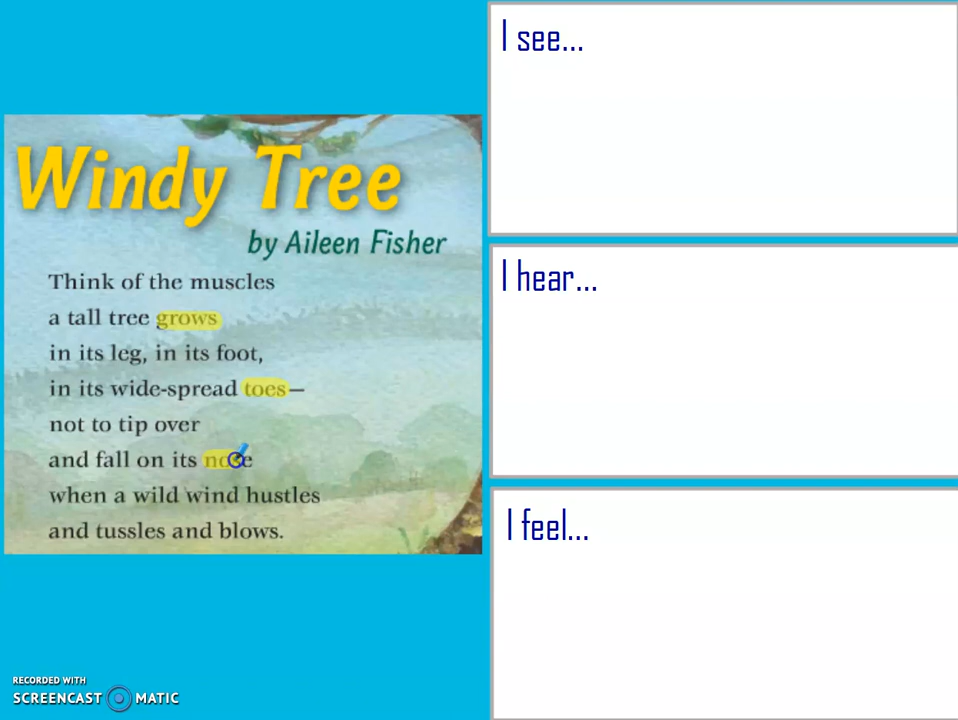 Windy Tree
by Aileen Fisher
Think of the muscles
a tall tree grows
in its leg, in its foot,
in its wide-spread toes—
not to tip over
and fall on its nose
when a wild wind hustles
and tussles and blows.
I see...
I hear...
I feel...
RECORDED WITH
SCREENCAST MATIC